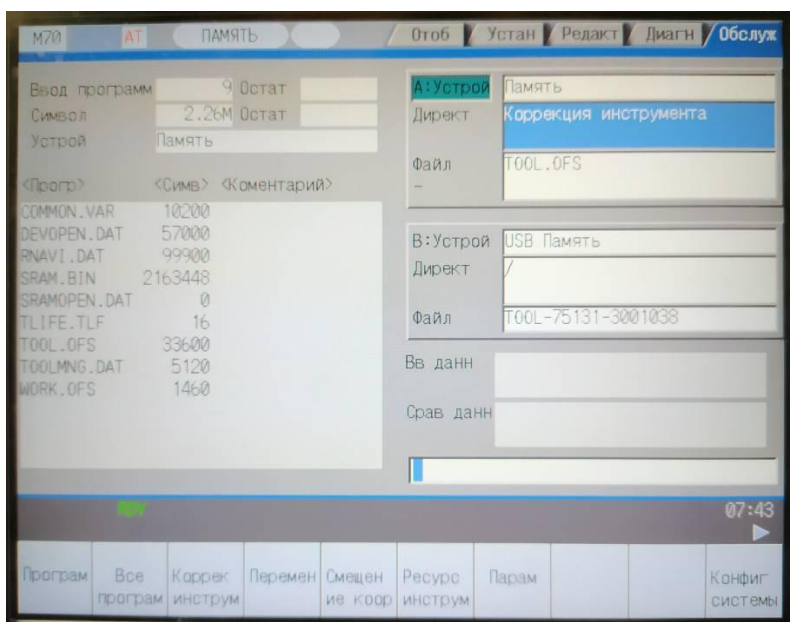 M70 AT ПАМЯТЬ Отоб Устан Редакт Диагн Обслуж
Ввод программ 9 Остат
Символ 2.26M Остат
Устрой Память
<Прогр> <Симв> <Коментарий>
COMMON.VAR 10200
DEVOPEN.DAT 57000
RNAVI.DAT 99900
SRAM.BIN 2163448
SRAMOPEN.DAT 0
TLIFE.TLF 16
TOOL.OFS 33600
TOOLMNG.DAT 5120
WORK.OFS 1460
A:Устрой Память
Директ Коррекция инструмента
Файл TOOL.OFS
-
B:Устрой USB Память
Директ /
Файл TOOL-75131-3001038
Вв данн
Срав данн
RDY
07:43
Програм
Все програм
Коррек инструм
Перемен
Смещен ие коор
Ресурс инструм
Парам
Конфиг системы